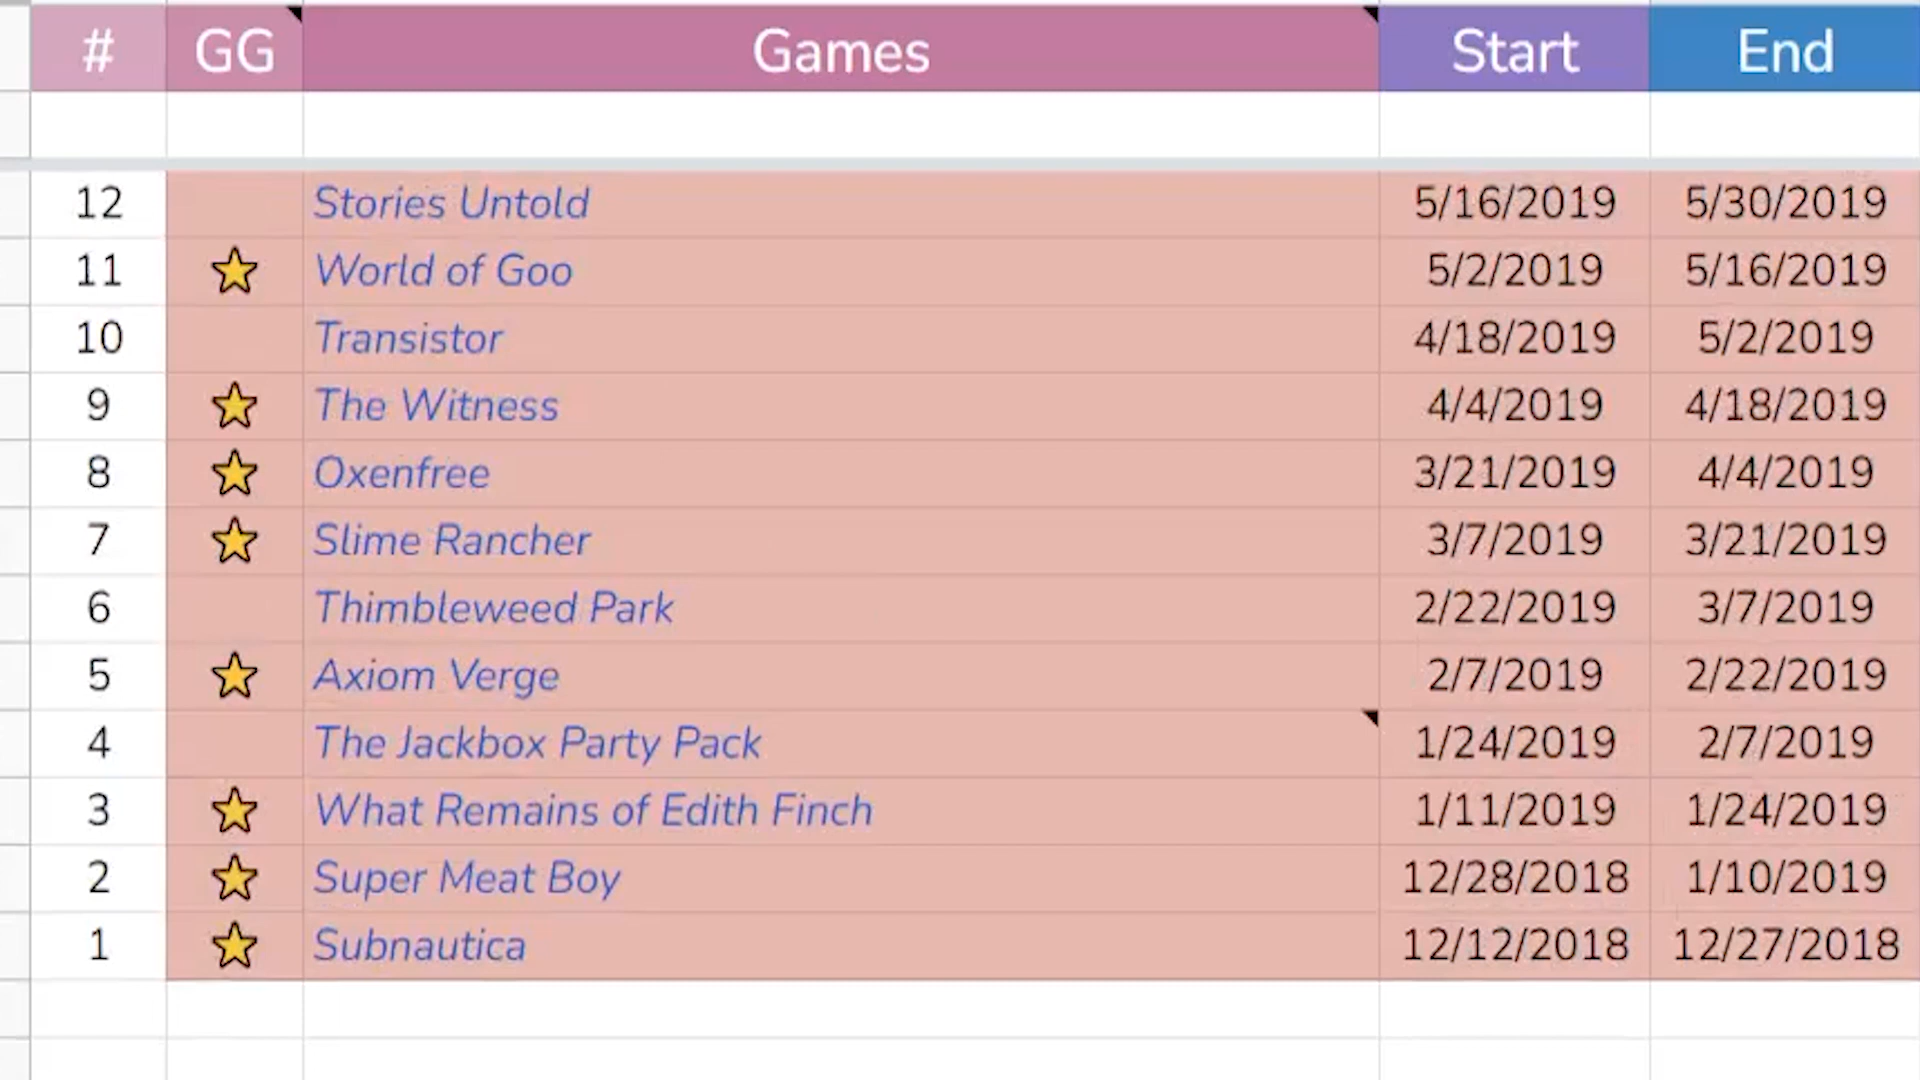 # GG Games Start End
12 Stories Untold 5/16/2019 5/30/2019
11 World of Goo 5/2/2019 5/16/2019
10 Transistor 4/18/2019 5/2/2019
9 The Witness 4/4/2019 4/18/2019
8 Oxenfree 3/21/2019 4/4/2019
7 Slime Rancher 3/7/2019 3/21/2019
6 Thimbleweed Park 2/22/2019 3/7/2019
5 Axiom Verge 2/7/2019 2/22/2019
4 The Jackbox Party Pack 1/24/2019 2/7/2019
3 What Remains of Edith Finch 1/11/2019 1/24/2019
2 Super Meat Boy 12/28/2018 1/10/2019
1 Subnautica 12/12/2018 12/27/2018